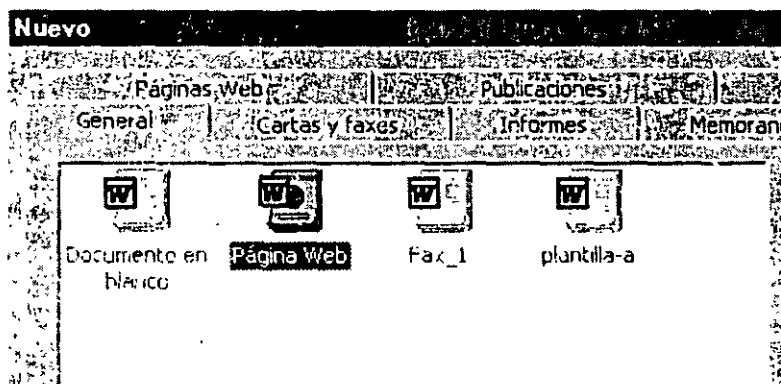 Nuevo
Páginas Web Publicaciones
General Cartas y faxes Informes Memoran
Documento en Página Web Fax_1 plantilla-a
blanco